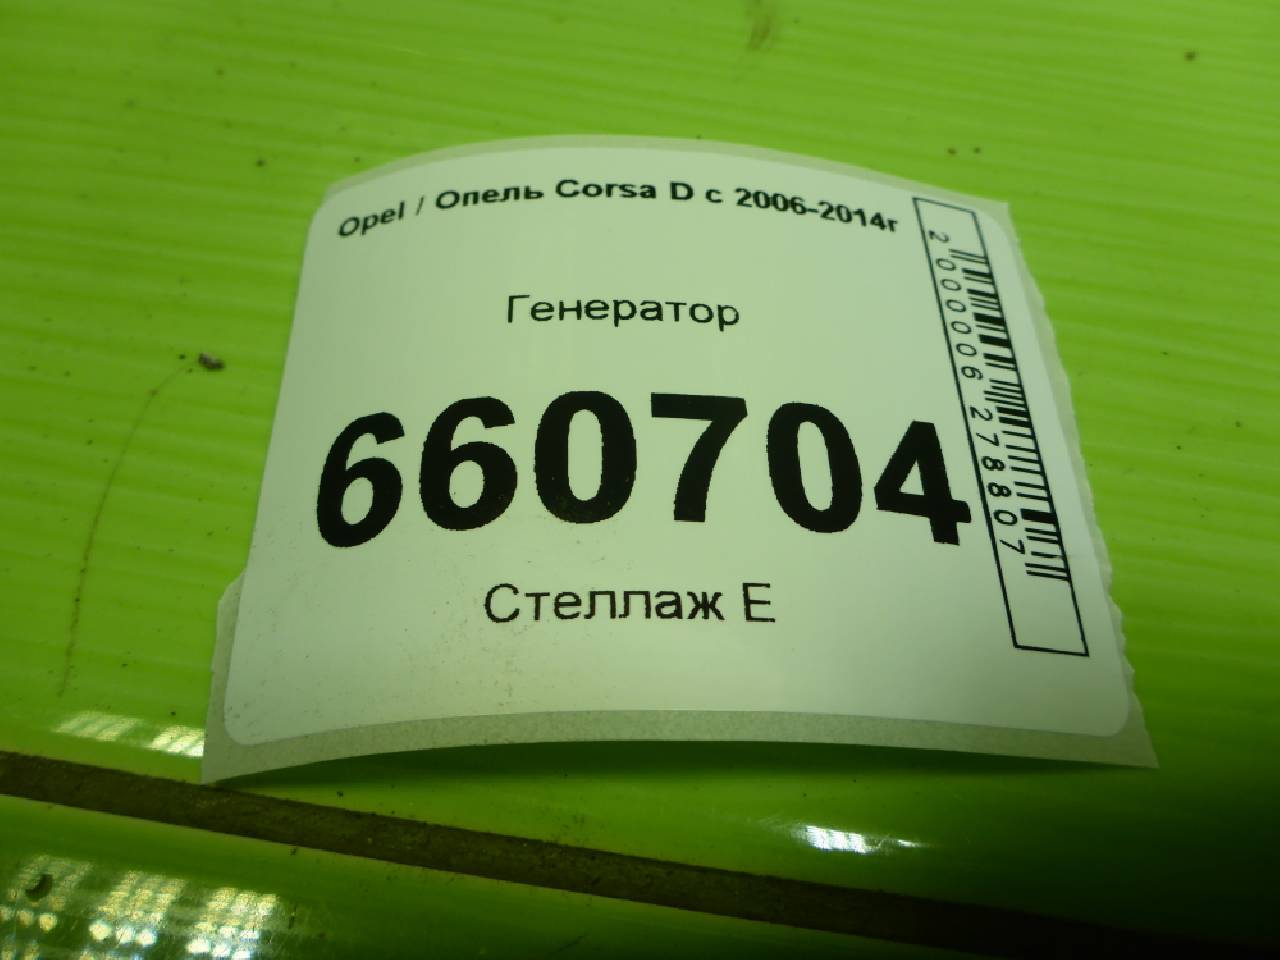 Opel / Опель Corsa D с 2006-2014г
Генератор
660704
Стеллаж Е
2000006278807